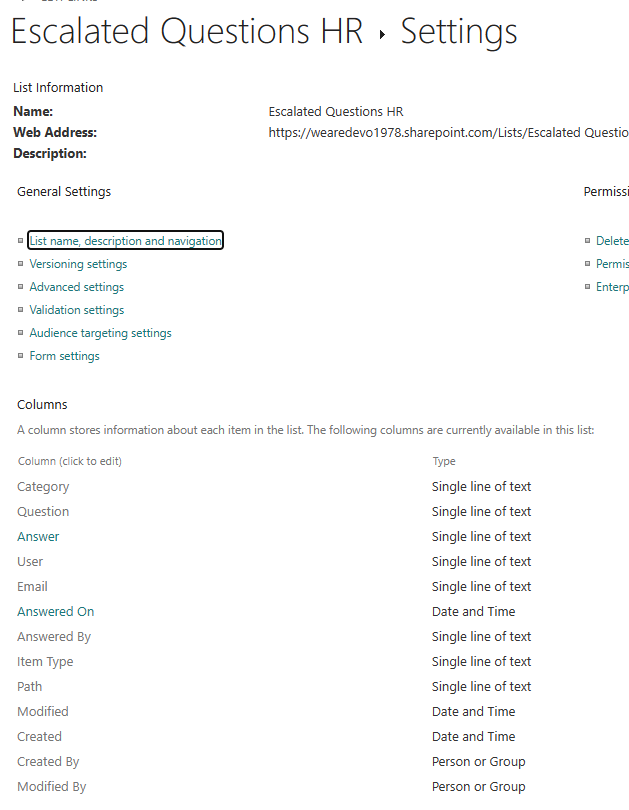 Escalated Questions HR ▸ Settings
List Information
Name: Escalated Questions HR
Web Address: https://wearedevo1978.sharepoint.com/Lists/Escalated Questio
Description:
General Settings Permissi
List name, description and navigation Delete
Versioning settings Permis
Advanced settings Enterp
Validation settings
Audience targeting settings
Form settings
Columns
A column stores information about each item in the list. The following columns are currently available in this list:
Column (click to edit) Type
Category Single line of text
Question Single line of text
Answer Single line of text
User Single line of text
Email Single line of text
Answered On Date and Time
Answered By Single line of text
Item Type Single line of text
Path Single line of text
Modified Date and Time
Created Date and Time
Created By Person or Group
Modified By Person or Group